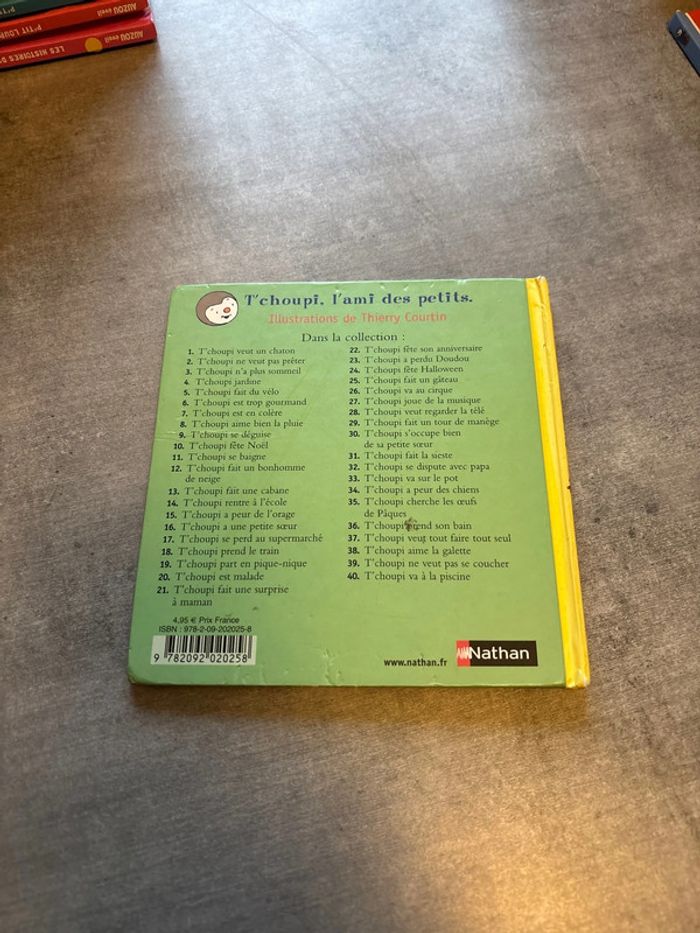 P'TIT
AUZOU éveil
P'TIT LOUP
AUZOU éveil
LES HISTOIRES
T'choupi, l'ami des petits.
Illustrations de Thierry Courtin
Dans la collection :
1. T'choupi veut un chaton
2. T'choupi ne veut pas prêter
3. T'choupi n'a plus sommeil
4. T'choupi jardine
5. T'choupi fait du vélo
6. T'choupi est trop gourmand
7. T'choupi est en colère
8. T'choupi aime bien la pluie
9. T'choupi se déguise
10. T'choupi fête Noël
11. T'choupi se baigne
12. T'choupi fait un bonhomme
de neige
13. T'choupi fait une cabane
14. T'choupi rentre à l'école
15. T'choupi a peur de l'orage
16. T'choupi a une petite sœur
17. T'choupi se perd au supermarché
18. T'choupi prend le train
19. T'choupi part en pique-nique
20. T'choupi est malade
21. T'choupi fait une surprise
à maman
22. T'choupi fête son anniversaire
23. T'choupi a perdu Doudou
24. T'choupi fête Halloween
25. T'choupi fait un gâteau
26. T'choupi va au cirque
27. T'choupi joue de la musique
28. T'choupi veut regarder la télé
29. T'choupi fait un tour de manège
30. T'choupi s'occupe bien
de sa petite sœur
31. T'choupi fait la sieste
32. T'choupi se dispute avec papa
33. T'choupi va sur le pot
34. T'choupi a peur des chiens
35. T'choupi cherche les œufs
de Pâques
36. T'choupi prend son bain
37. T'choupi veut tout faire tout seul
38. T'choupi aime la galette
39. T'choupi ne veut pas se coucher
40. T'choupi va à la piscine
4,95 € Prix France
ISBN : 978-2-09-202025-8
9 782092 020258
www.nathan.fr
Nathan